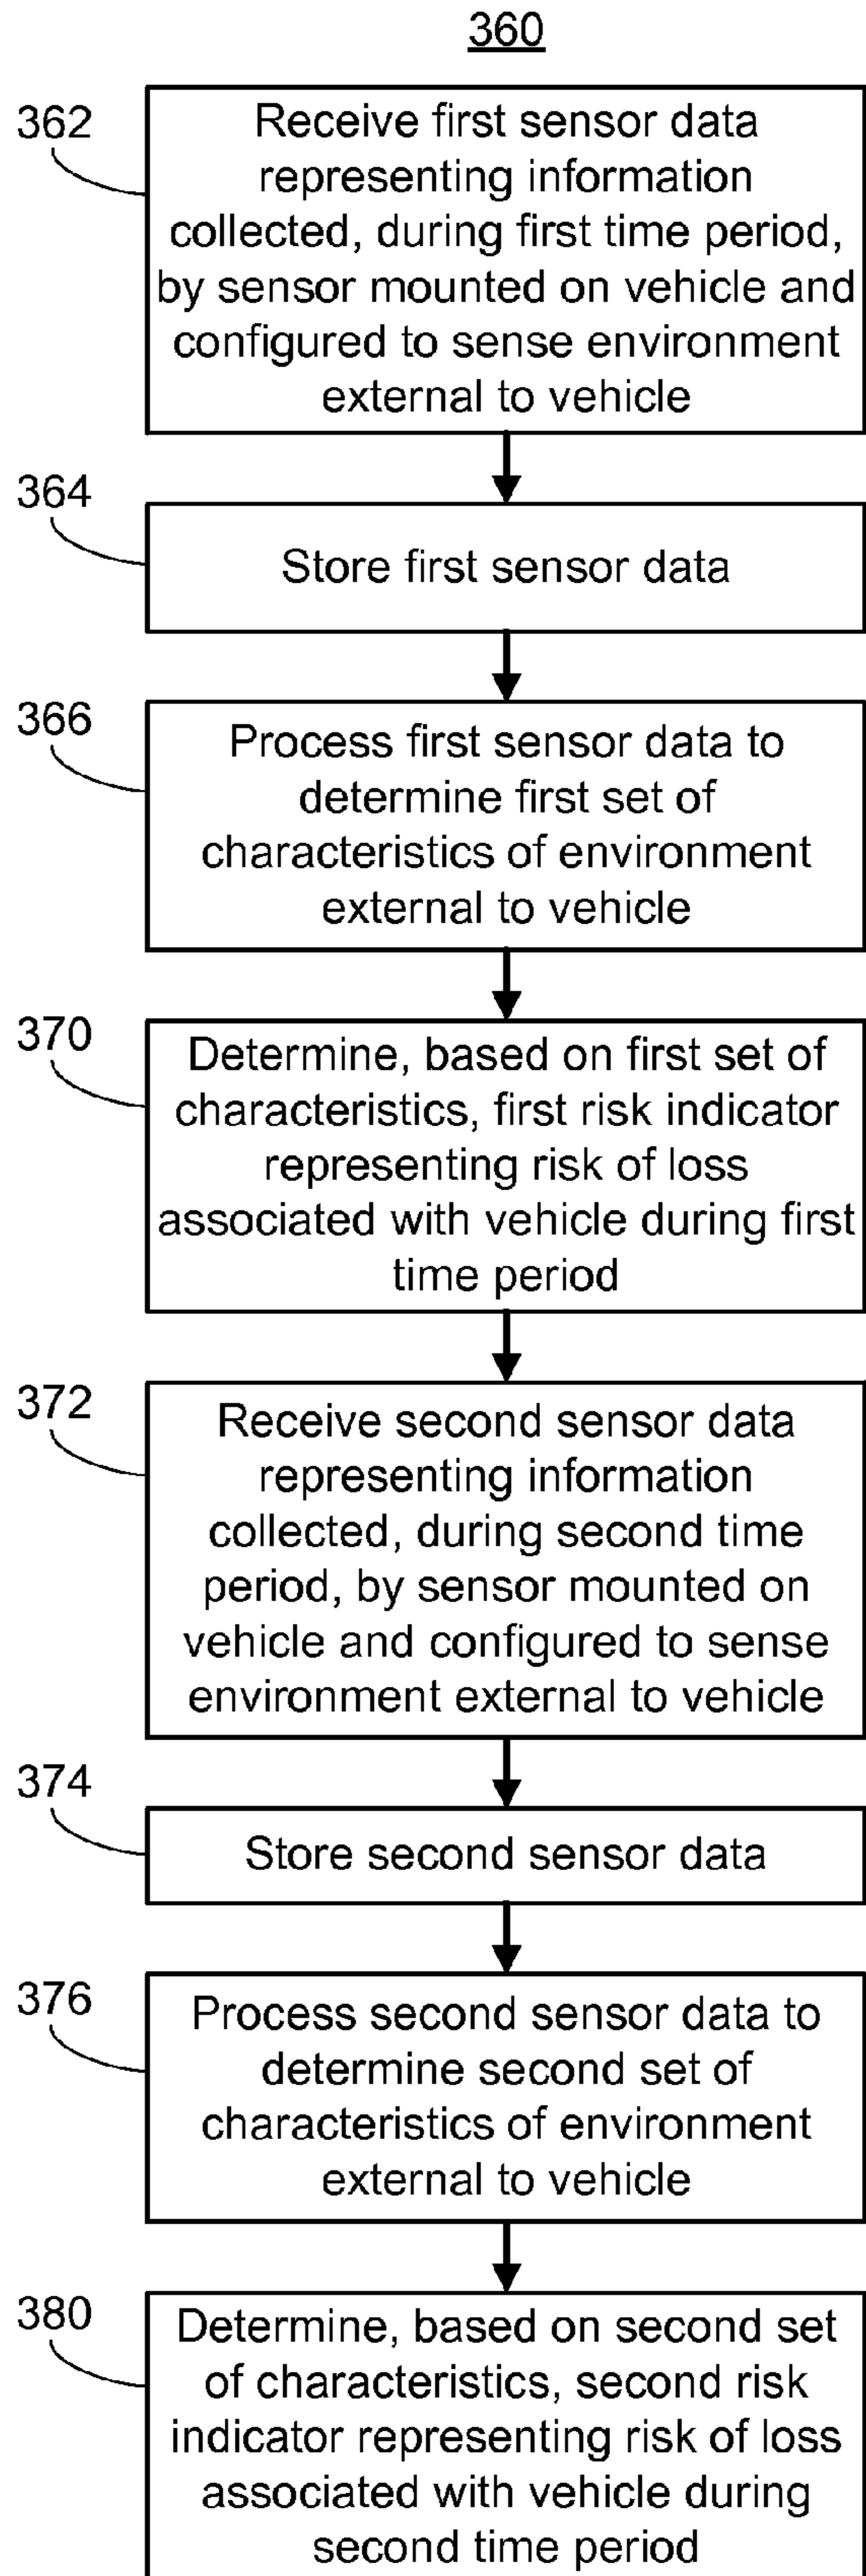 360
362
Receive first sensor data
representing information
collected, during first time period,
by sensor mounted on vehicle and
configured to sense environment
external to vehicle
364
Store first sensor data
366
Process first sensor data to
determine first set of
characteristics of environment
external to vehicle
370
Determine, based on first set of
characteristics, first risk indicator
representing risk of loss
associated with vehicle during first
time period
372
Receive second sensor data
representing information
collected, during second time
period, by sensor mounted on
vehicle and configured to sense
environment external to vehicle
374
Store second sensor data
376
Process second sensor data to
determine second set of
characteristics of environment
external to vehicle
380
Determine, based on second set
of characteristics, second risk
indicator representing risk of loss
associated with vehicle during
second time period